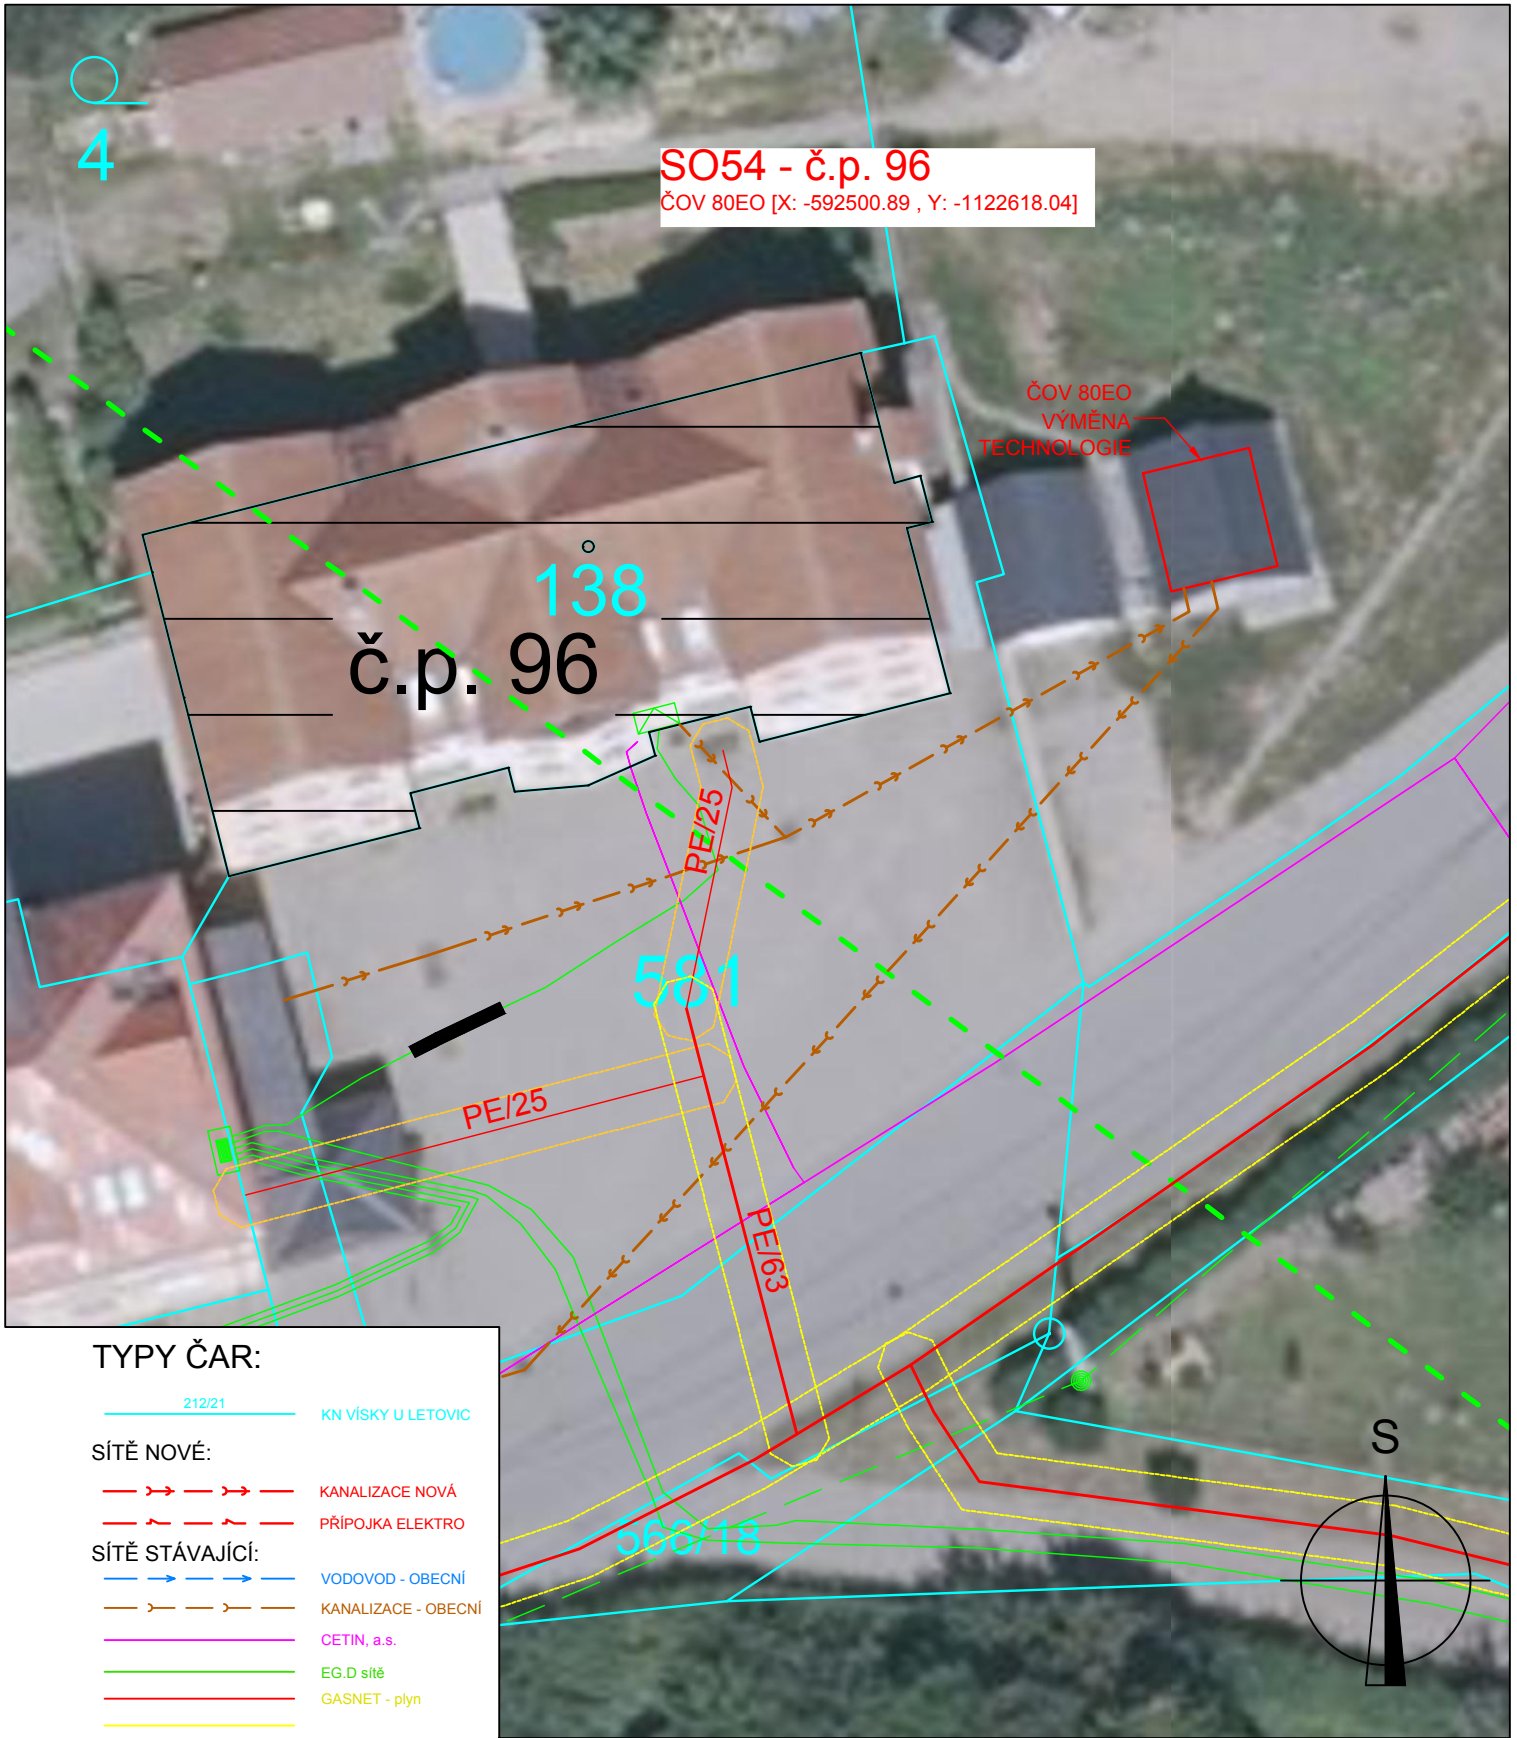 4
SO54 - č.p. 96
ČOV 80EO [X: -592500.89 , Y: -1122618.04]
ČOV 80EO
VÝMĚNA
TECHNOLOGIE
138
č.p. 96
PE/25
581
PE/25
PE/63
566/18
S
TYPY ČAR:
212/21
KN VÍSKY U LETOVIC
SÍTĚ NOVÉ:
KANALIZACE NOVÁ
PŘÍPOJKA ELEKTRO
SÍTĚ STÁVAJÍCÍ:
VODOVOD - OBECNÍ
KANALIZACE - OBECNÍ
CETIN, a.s.
EG.D sítě
GASNET - plyn